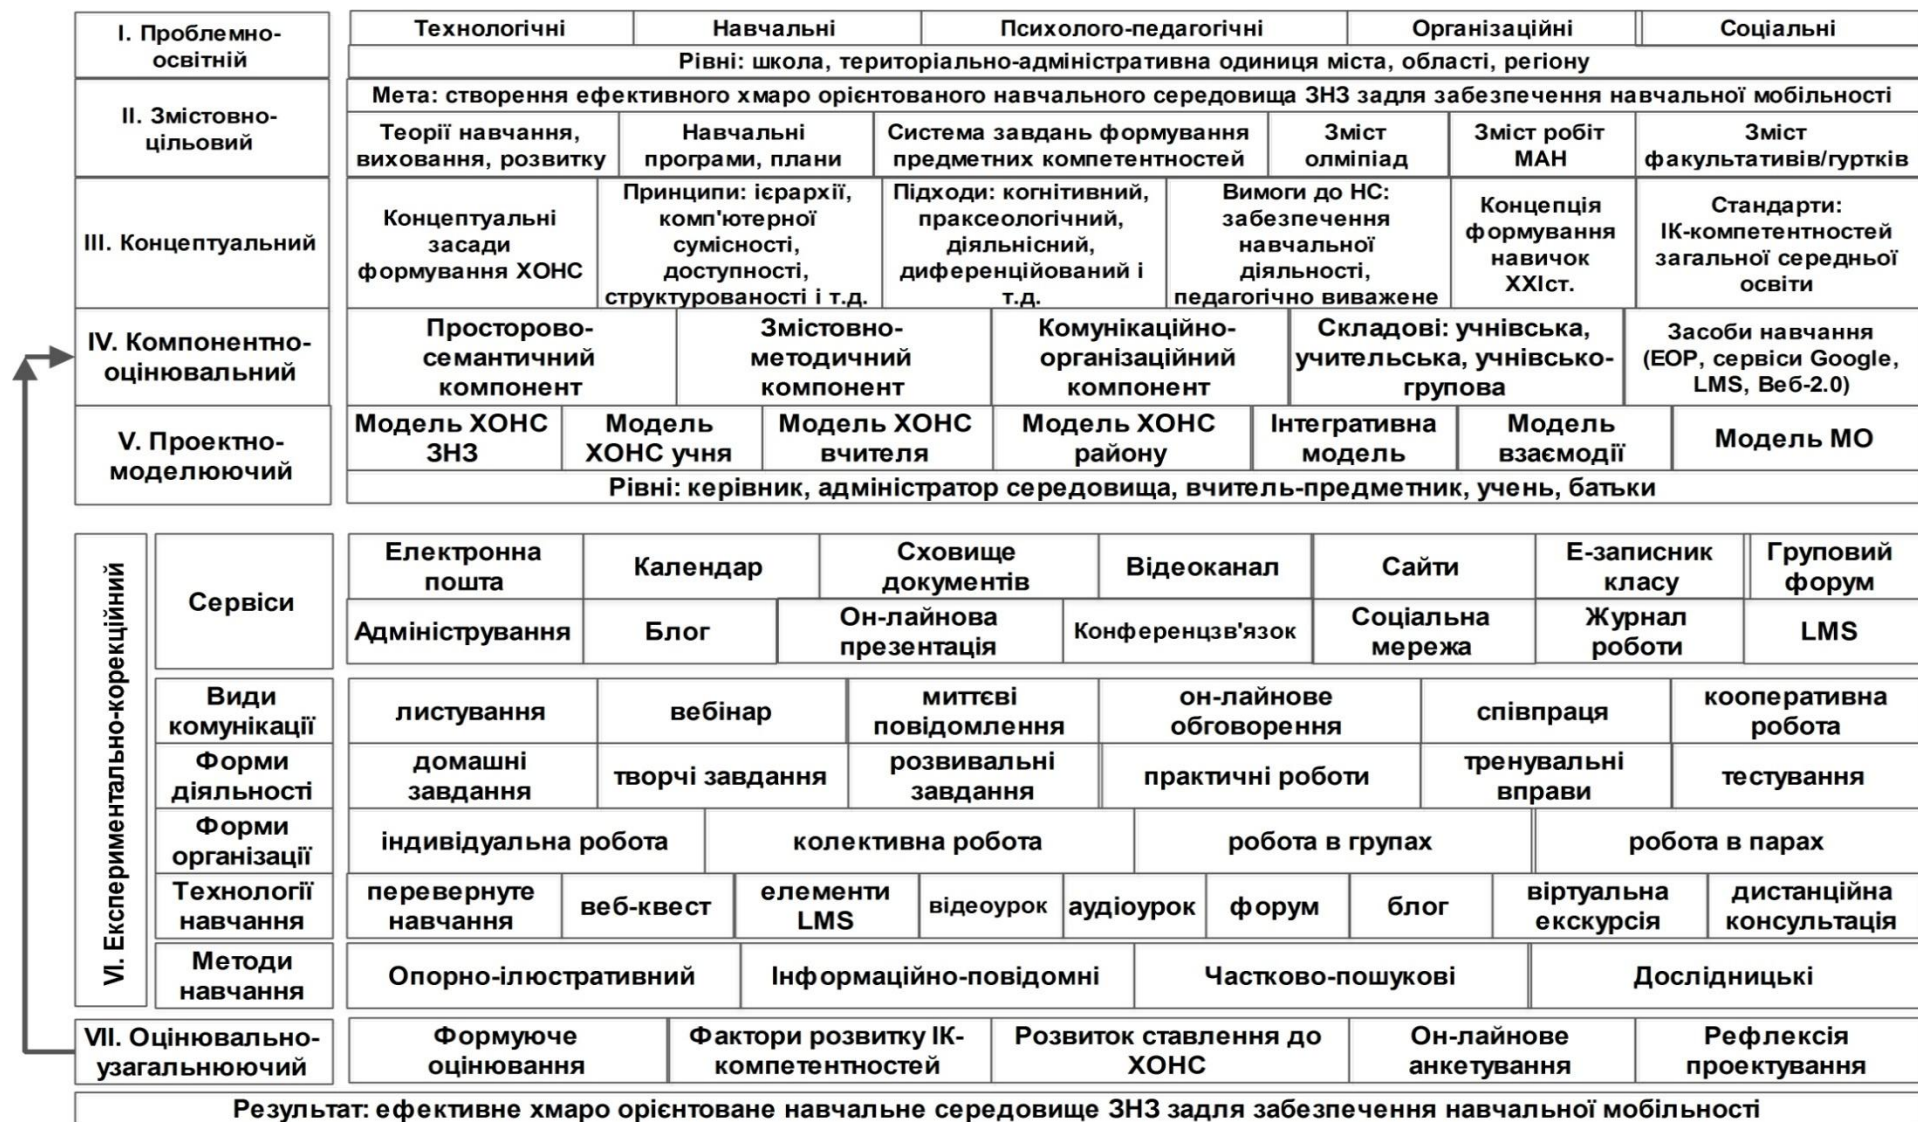 І. Проблемно-
освітній
Технологічні
Навчальні
Психолого-педагогічні
Організаційні
Соціальні
Рівні: школа, територіально-адміністративна одиниця міста, області, регіону
ІІ. Змістовно-
цільовий
Мета: створення ефективного хмаро орієнтованого навчального середовища ЗНЗ задля забезпечення навчальної мобільності
Теорії навчання,
виховання, розвитку
Навчальні
програми, плани
Система завдань формування
предметних компетентностей
Зміст
олміпіад
Зміст робіт
МАН
Зміст
факультативів/гуртків
ІІІ. Концептуальний
Концептуальні
засади
формування ХОНС
Принципи: ієрархії,
комп'ютерної
сумісності,
доступності,
структурованості і т.д.
Підходи: когнітивний,
праксеологічний,
діяльнісний,
диференційований і
т.д.
Вимоги до НС:
забезпечення
навчальної
діяльності,
педагогічно виважене
Концепція
формування
навичок
ХХІст.
Стандарти:
ІК-компетентностей
загальної середньої
освіти
IV. Компонентно-
оцінювальний
Просторово-
семантичний
компонент
Змістовно-
методичний
компонент
Комунікаційно-
організаційний
компонент
Складові: учнівська,
учительська, учнівсько-
групова
Засоби навчання
(ЕОР, сервіси Google,
LMS, Веб-2.0)
V. Проектно-
моделюючий
Модель ХОНС
ЗНЗ
Модель
ХОНС учня
Модель ХОНС
вчителя
Модель ХОНС
району
Інтегративна
модель
Модель
взаємодії
Модель МО
Рівні: керівник, адміністратор середовища, вчитель-предметник, учень, батьки
VI. Експериментально-корекційний
Сервіси
Електронна
пошта
Календар
Сховище
документів
Відеоканал
Сайти
Е-записник
класу
Груповий
форум
Адміністрування
Блог
Он-лайнова
презентація
Конференцзв'язок
Соціальна
мережа
Журнал
роботи
LMS
Види
комунікації
листування
вебінар
миттєві
повідомлення
он-лайнове
обговорення
співпраця
кооперативна
робота
Форми
діяльності
домашні
завдання
творчі завдання
розвивальні
завдання
практичні роботи
тренувальні
вправи
тестування
Форми
організації
індивідуальна робота
колективна робота
робота в групах
робота в парах
Технології
навчання
перевернуте
навчання
веб-квест
елементи
LMS
відеоурок
аудіоурок
форум
блог
віртуальна
екскурсія
дистанційна
консультація
Методи
навчання
Опорно-ілюстративний
Інформаційно-повідомні
Частково-пошукові
Дослідницькі
VII. Оцінювально-
узагальнюючий
Формуюче
оцінювання
Фактори розвитку ІК-
компетентностей
Розвиток ставлення до
ХОНС
Он-лайнове
анкетування
Рефлексія
проектування
Результат: ефективне хмаро орієнтоване навчальне середовище ЗНЗ задля забезпечення навчальної мобільності